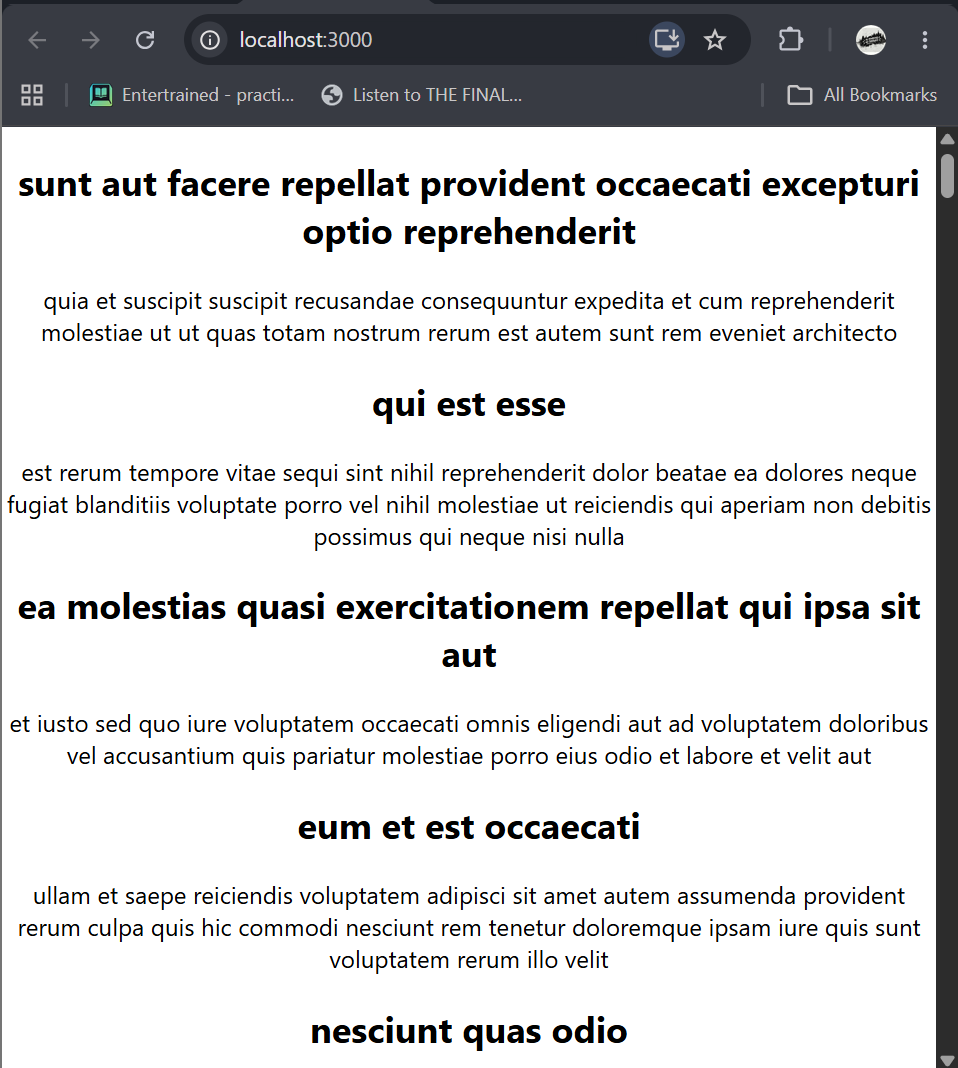 localhost:3000
Entertrained - practi...
Listen to THE FINAL...
All Bookmarks
sunt aut facere repellat provident occaecati excepturi
optio reprehenderit
quia et suscipit suscipit recusandae consequuntur expedita et cum reprehenderit
molestiae ut ut quas totam nostrum rerum est autem sunt rem eveniet architecto
qui est esse
est rerum tempore vitae sequi sint nihil reprehenderit dolor beatae ea dolores neque
fugiat blanditiis voluptate porro vel nihil molestiae ut reiciendis qui aperiam non debitis
possimus qui neque nisi nulla
ea molestias quasi exercitationem repellat qui ipsa sit
aut
et iusto sed quo iure voluptatem occaecati omnis eligendi aut ad voluptatem doloribus
vel accusantium quis pariatur molestiae porro eius odio et labore et velit aut
eum et est occaecati
ullam et saepe reiciendis voluptatem adipisci sit amet autem assumenda provident
rerum culpa quis hic commodi nesciunt rem tenetur doloremque ipsam iure quis sunt
voluptatem rerum illo velit
nesciunt quas odio